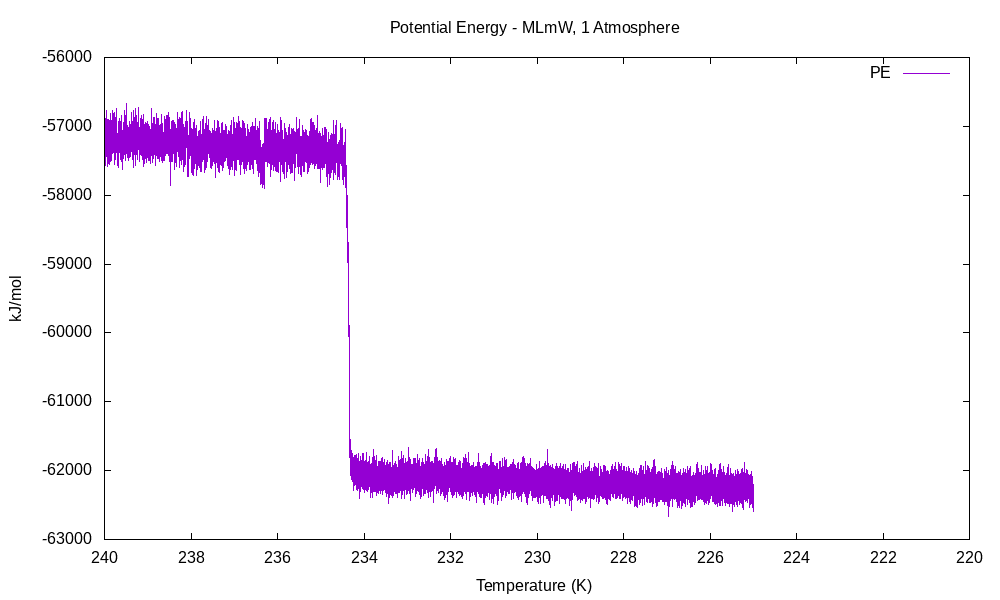 Potential Energy - MLmW, 1 Atmosphere
-56000
PE
-57000
-58000
-59000
kJ/mol
-60000
-61000
-62000
-63000
240 238 236 234 232 230 228 226 224 222 220
Temperature (K)